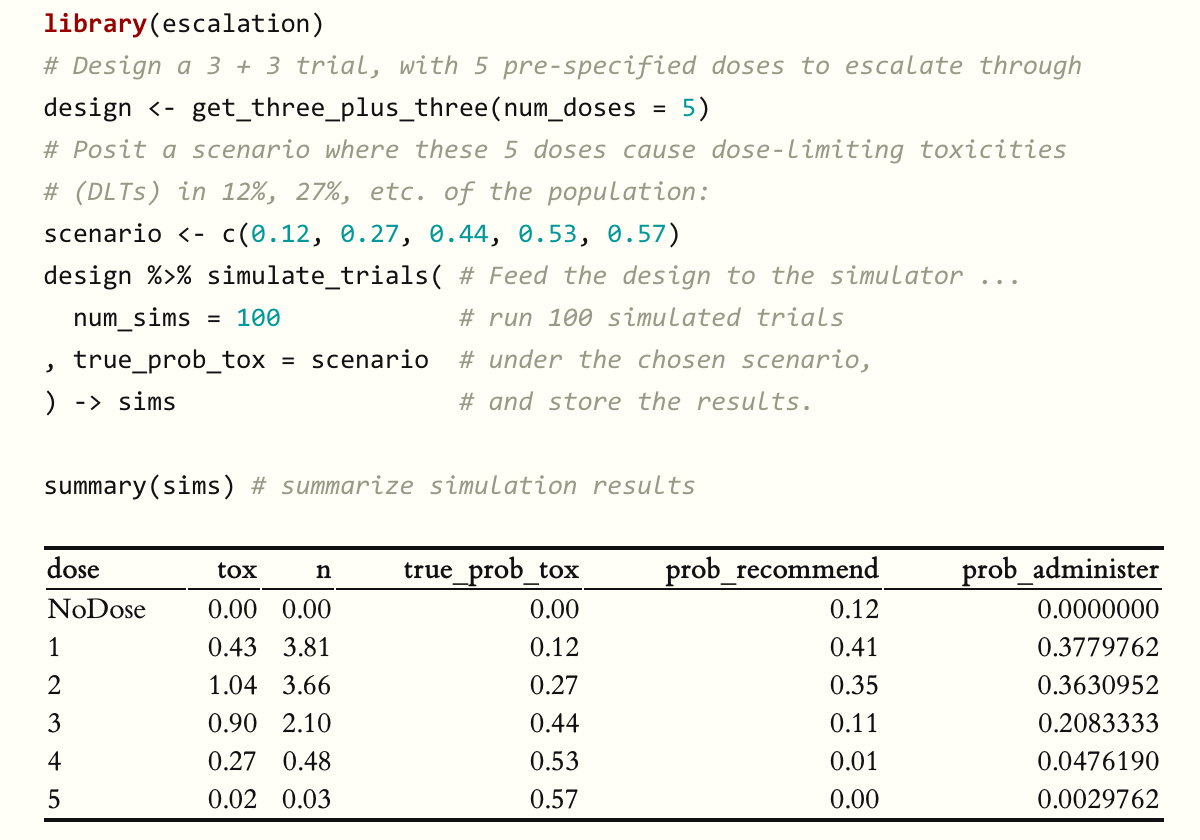 library(escalation)
# Design a 3 + 3 trial, with 5 pre-specified doses to escalate through
design <- get_three_plus_three(num_doses = 5)
# Posit a scenario where these 5 doses cause dose-limiting toxicities
# (DLTs) in 12%, 27%, etc. of the population:
scenario <- c(0.12, 0.27, 0.44, 0.53, 0.57)
design %>% simulate_trials( # Feed the design to the simulator ...
  num_sims = 100            # run 100 simulated trials
, true_prob_tox = scenario  # under the chosen scenario,
) -> sims                   # and store the results.
summary(sims) # summarize simulation results
dose tox n true_prob_tox prob_recommend prob_administer
NoDose 0.00 0.00 0.00 0.12 0.0000000
1 0.43 3.81 0.12 0.41 0.3779762
2 1.04 3.66 0.27 0.35 0.3630952
3 0.90 2.10 0.44 0.11 0.2083333
4 0.27 0.48 0.53 0.01 0.0476190
5 0.02 0.03 0.57 0.00 0.0029762